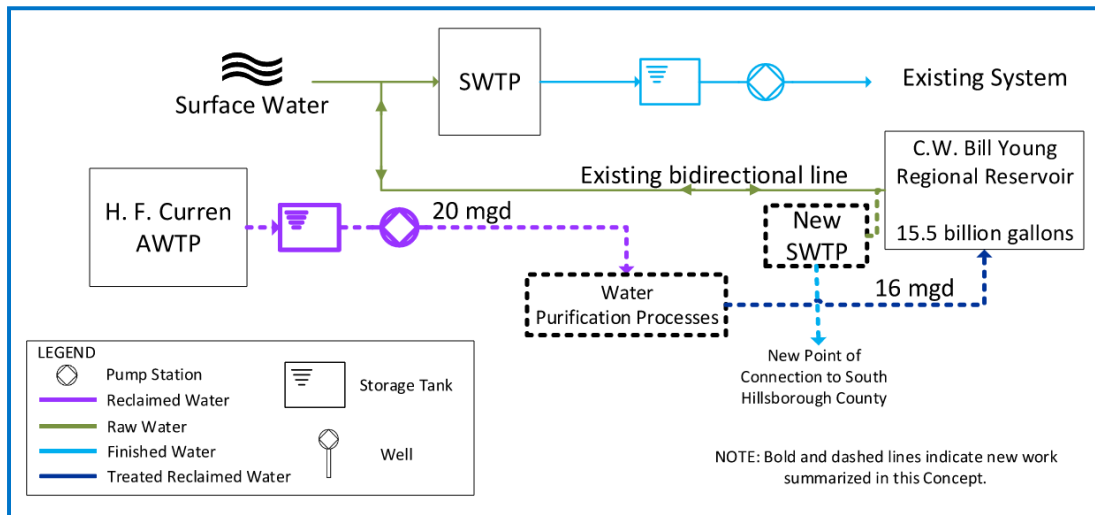 Surface Water
SWTP
Existing System
C.W. Bill Young
Regional Reservoir
15.5 billion gallons
Existing bidirectional line
H. F. Curren
AWTP
20 mgd
New
SWTP
Water
Purification Processes
16 mgd
New Point of
Connection to South
Hillsborough County
LEGEND
Pump Station
Reclaimed Water
Raw Water
Finished Water
Treated Reclaimed Water
Storage Tank
Well
NOTE: Bold and dashed lines indicate new work
summarized in this Concept.